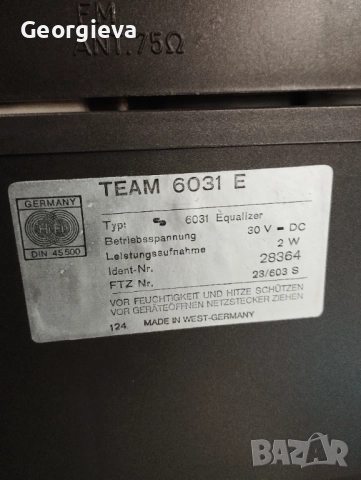 Georgieva
FM
ANT.75Ω
TEAM 6031 E
GERMANY
HiFi
DIN 45500
Typ: 6031 Equalizer
Betriebsspannung 30 V = DC
Leistungsaufnahme 2 W
Ident-Nr. 28364
FTZ Nr. 23/603 S
VOR FEUCHTIGKEIT UND HITZE SCHÜTZEN
VOR GERÄTEÖFFNEN NETZSTECKER ZIEHEN
124 MADE IN WEST-GERMANY
BAZAR